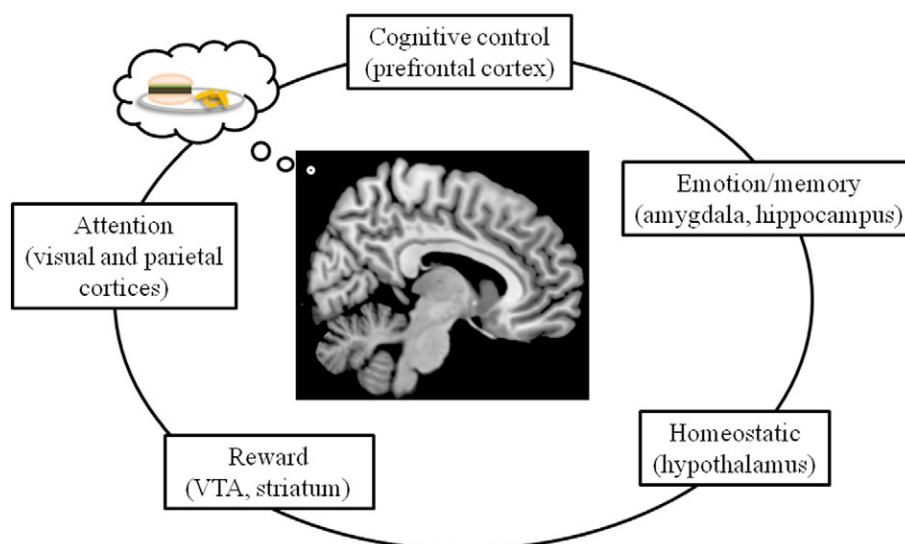 Cognitive control
(prefrontal cortex)
Emotion/memory
(amygdala, hippocampus)
Attention
(visual and parietal
cortices)
Homeostatic
(hypothalamus)
Reward
(VTA, striatum)